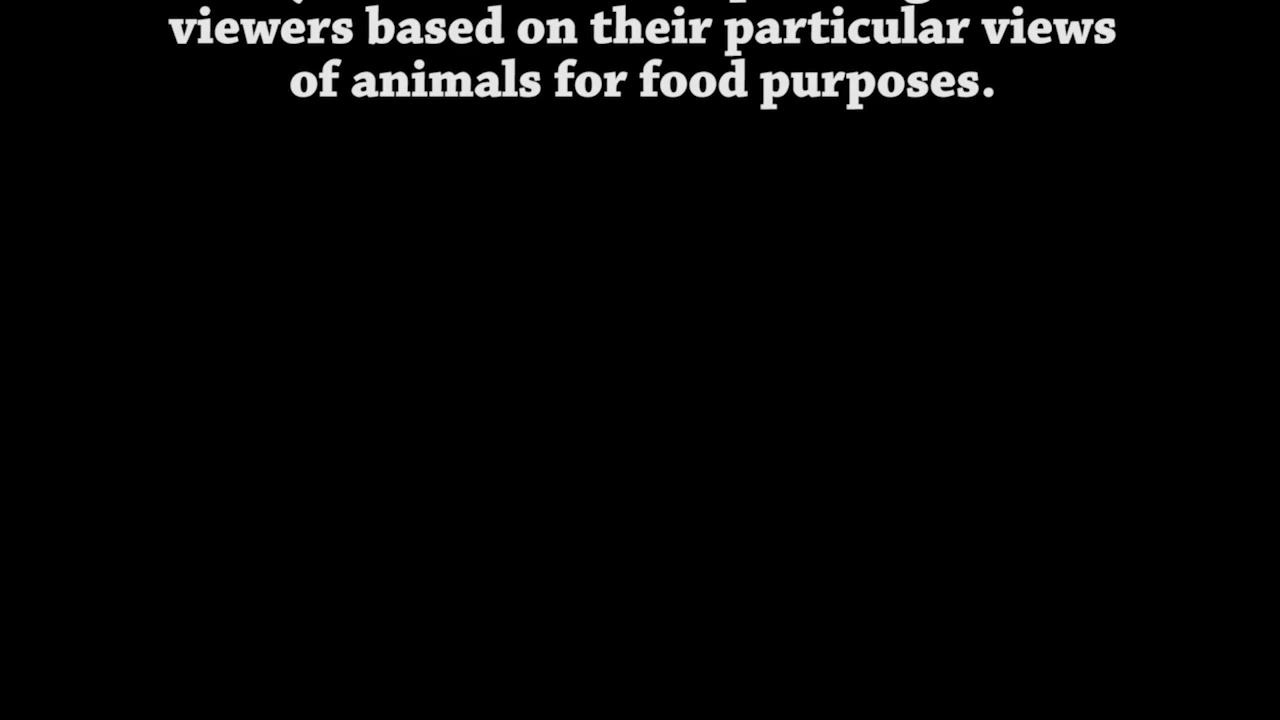 viewers based on their particular views
of animals for food purposes.